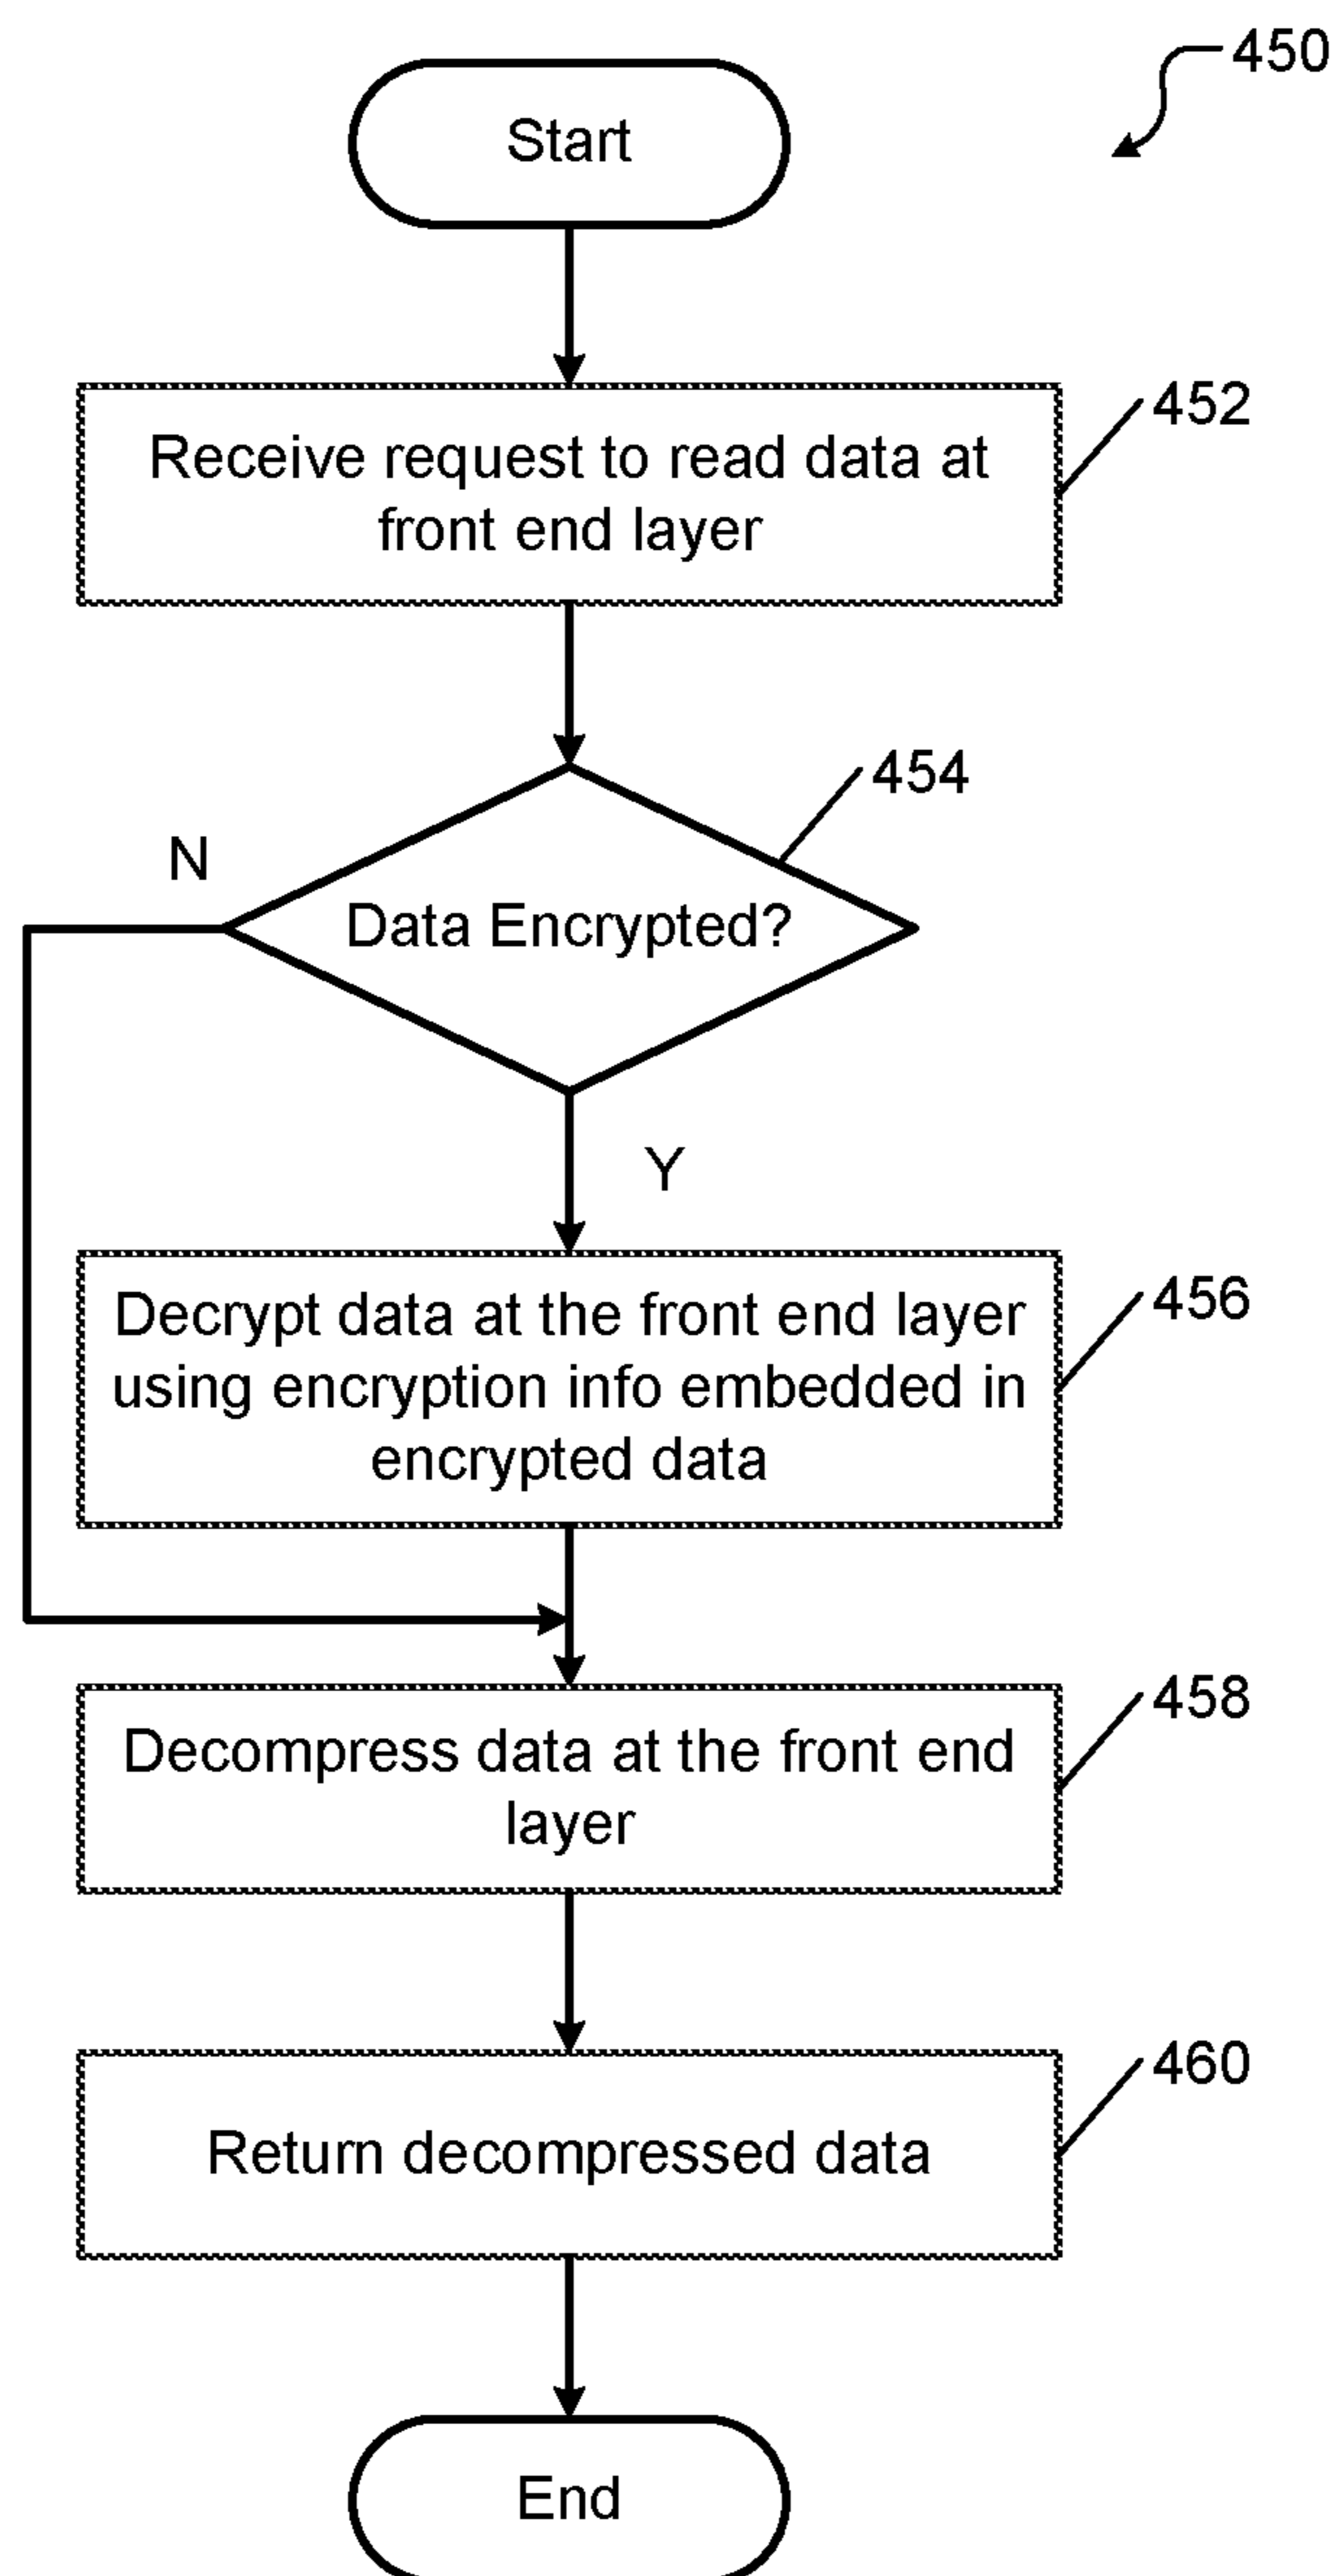 450
Start
452
Receive request to read data at
front end layer
454
N
Data Encrypted?
Y
456
Decrypt data at the front end layer
using encryption info embedded in
encrypted data
458
Decompress data at the front end
layer
460
Return decompressed data
End